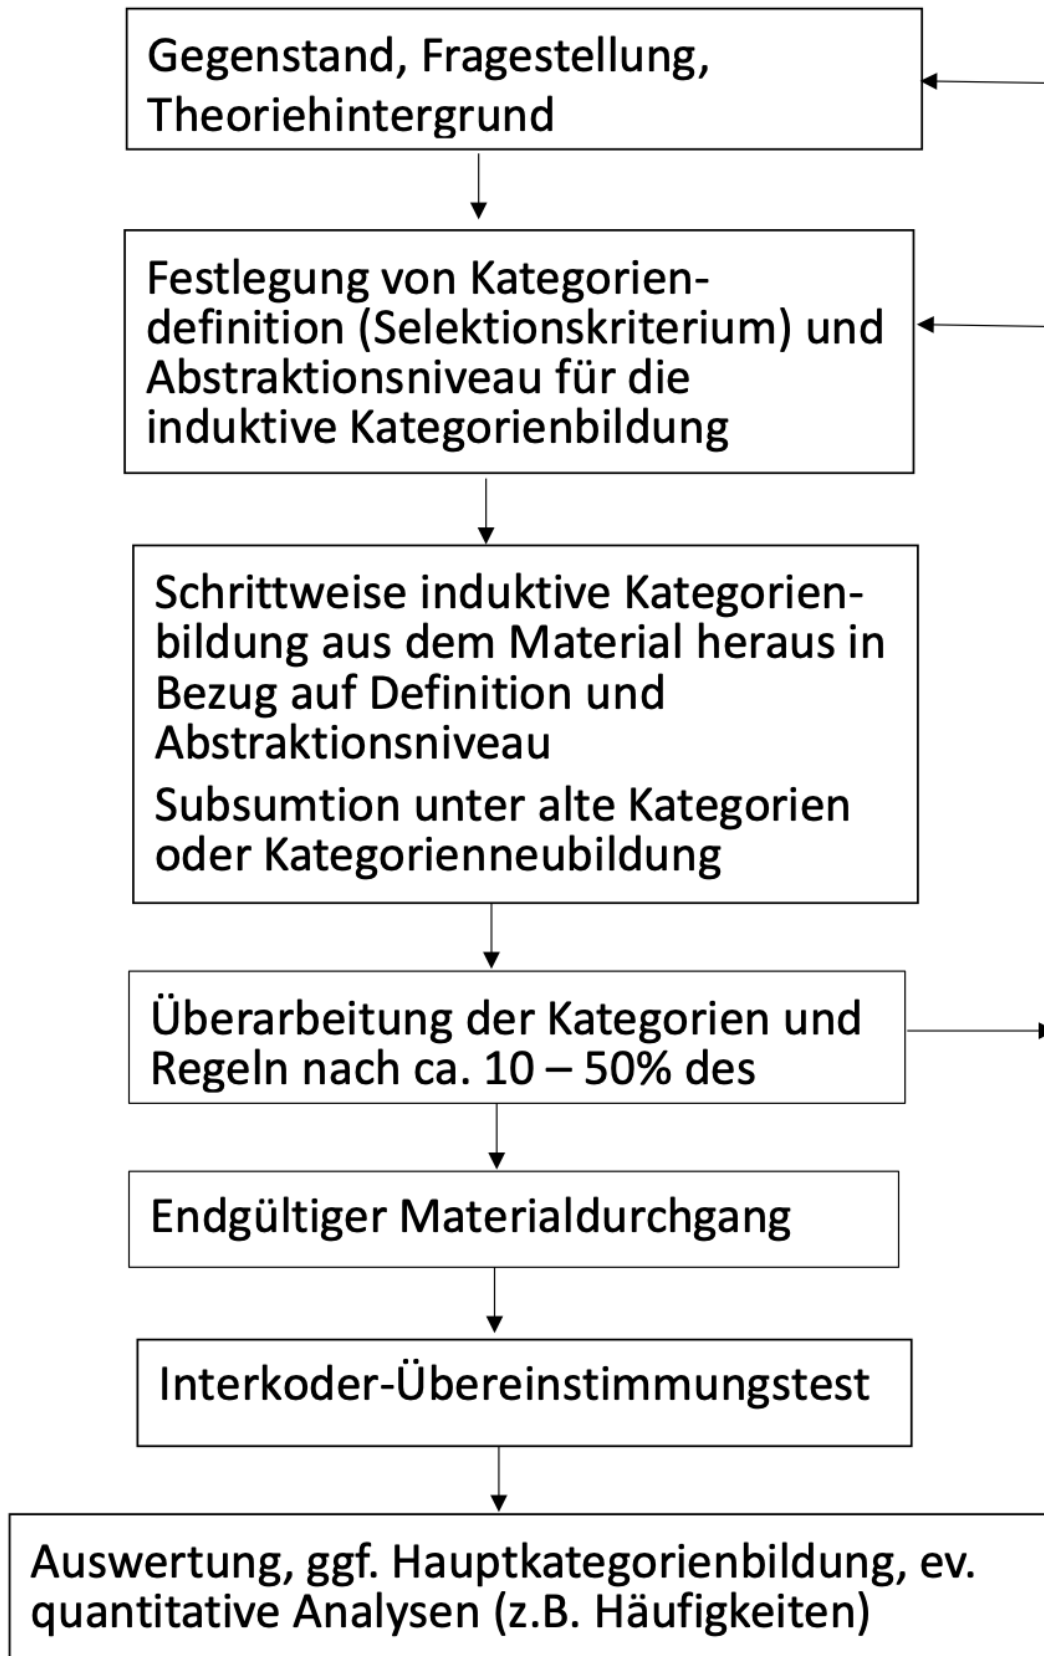 Gegenstand, Fragestellung,
Theoriehintergrund
Festlegung von Kategorien-
definition (Selektionskriterium) und
Abstraktionsniveau für die
induktive Kategorienbildung
Schrittweise induktive Kategorien-
bildung aus dem Material heraus in
Bezug auf Definition und
Abstraktionsniveau
Subsumtion unter alte Kategorien
oder Kategorienneubildung
Überarbeitung der Kategorien und
Regeln nach ca. 10 – 50% des
Endgültiger Materialdurchgang
Interkoder-Übereinstimmungstest
Auswertung, ggf. Hauptkategorienbildung, ev.
quantitative Analysen (z.B. Häufigkeiten)